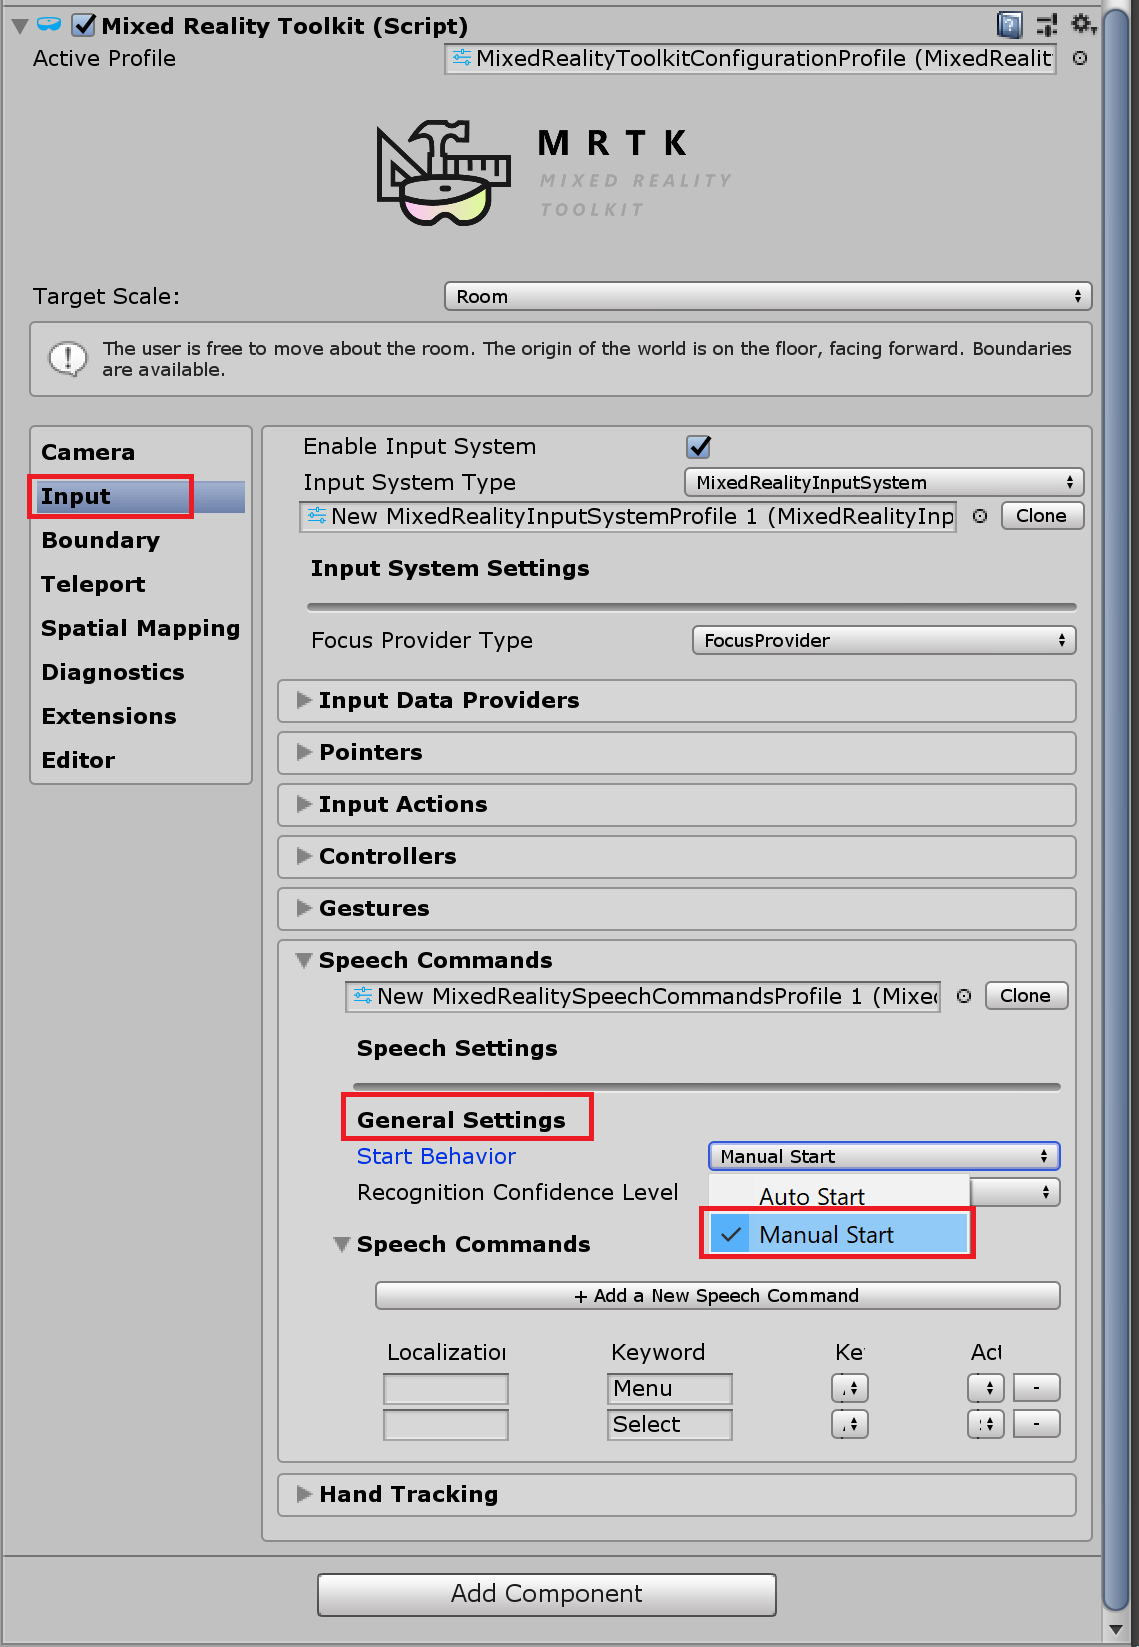 Mixed Reality Toolkit (Script)
Active Profile
MixedRealityToolkitConfigurationProfile (MixedRealit
MRTK
MIXED REALITY
TOOLKIT
Target Scale:
Room
The user is free to move about the room. The origin of the world is on the floor, facing forward. Boundaries
are available.
Camera
Input
Boundary
Teleport
Spatial Mapping
Diagnostics
Extensions
Editor
Enable Input System
Input System Type
MixedRealityInputSystem
New MixedRealityInputSystemProfile 1 (MixedRealityInp
Clone
Input System Settings
Focus Provider Type
FocusProvider
Input Data Providers
Pointers
Input Actions
Controllers
Gestures
Speech Commands
New MixedRealitySpeechCommandsProfile 1 (Mixe
Clone
Speech Settings
General Settings
Start Behavior
Manual Start
Recognition Confidence Level
Auto Start
Manual Start
Speech Commands
+ Add a New Speech Command
Localization Keyword Ke Act
Menu -
Select -
Hand Tracking
Add Component